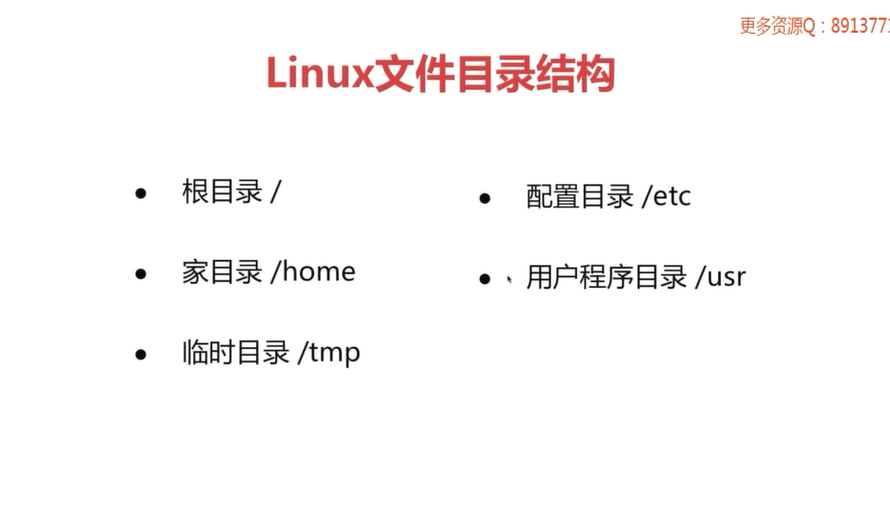 更多资源Q：891377
Linux文件目录结构
● 根目录 /
● 家目录 /home
● 临时目录 /tmp
● 配置目录 /etc
● 用户程序目录 /usr